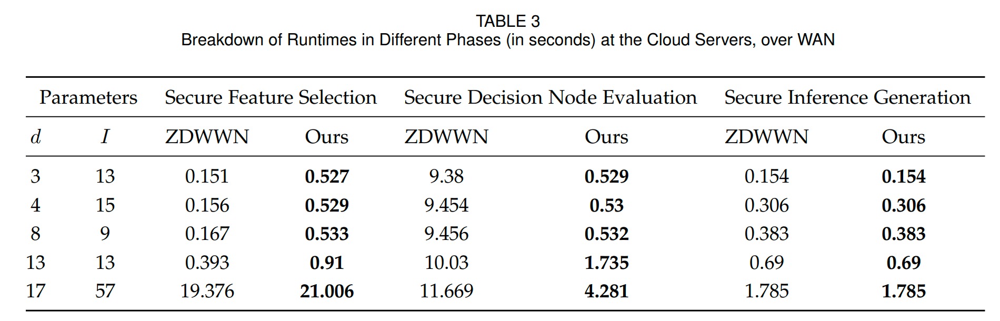 TABLE 3
Breakdown of Runtimes in Different Phases (in seconds) at the Cloud Servers, over WAN
Parameters Secure Feature Selection Secure Decision Node Evaluation Secure Inference Generation
d I ZDWWN Ours ZDWWN Ours ZDWWN Ours
3 13 0.151 0.527 9.38 0.529 0.154 0.154
4 15 0.156 0.529 9.454 0.53 0.306 0.306
8 9 0.167 0.533 9.456 0.532 0.383 0.383
13 13 0.393 0.91 10.03 1.735 0.69 0.69
17 57 19.376 21.006 11.669 4.281 1.785 1.785